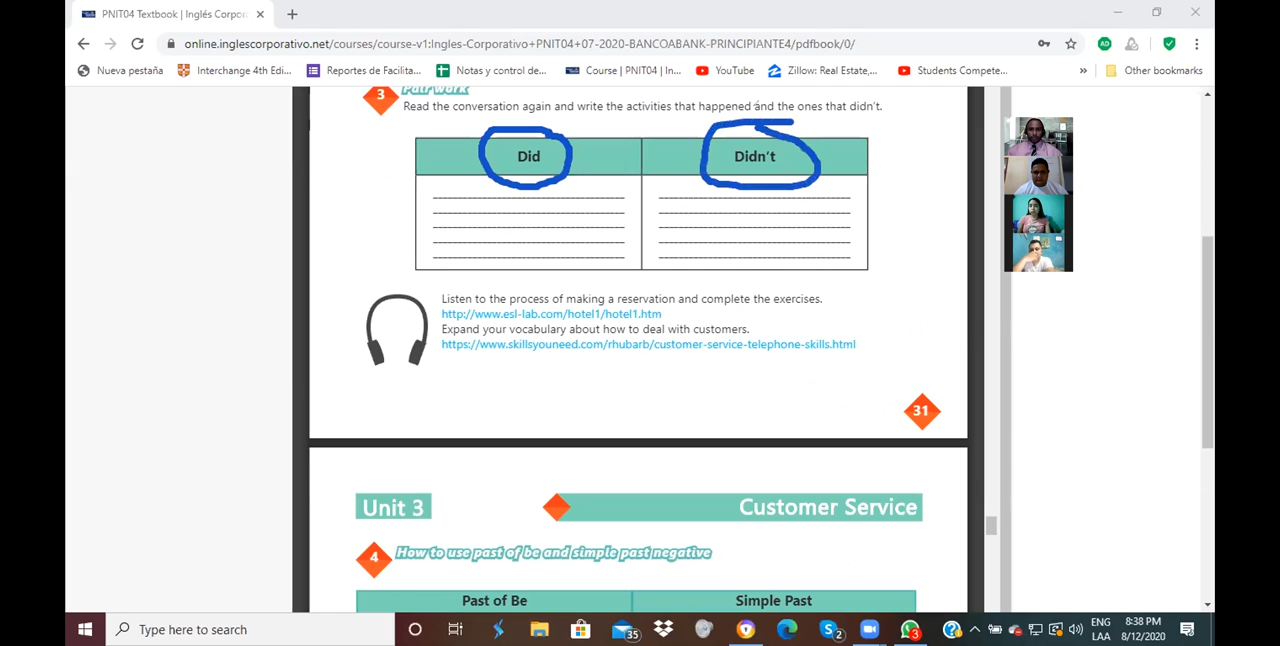 PNIT04 Textbook | Inglés Corpor
online.inglescorporativo.net/courses/course-v1:Ingles-Corporativo+PNIT04+07-2020-BANCOABANK-PRINCIPIANTE4/pdfbook/0/
Nueva pestaña Interchange 4th Edi... Reportes de Facilita... Notas y control de... Course | PNIT04 | In... YouTube Zillow: Real Estate,... Students Compete... » Other bookmarks
3 Pair work
Read the conversation again and write the activities that happened and the ones that didn't.
Did Didn't
Listen to the process of making a reservation and complete the exercises.
http://www.esl-lab.com/hotel1/hotel1.htm
Expand your vocabulary about how to deal with customers.
https://www.skillsyouneed.com/rhubarb/customer-service-telephone-skills.html
31
Unit 3 Customer Service
4 How to use past of be and simple past negative
Past of Be Simple Past
Type here to search 35 2 3 ENG 8:38 PM
LAA 8/12/2020